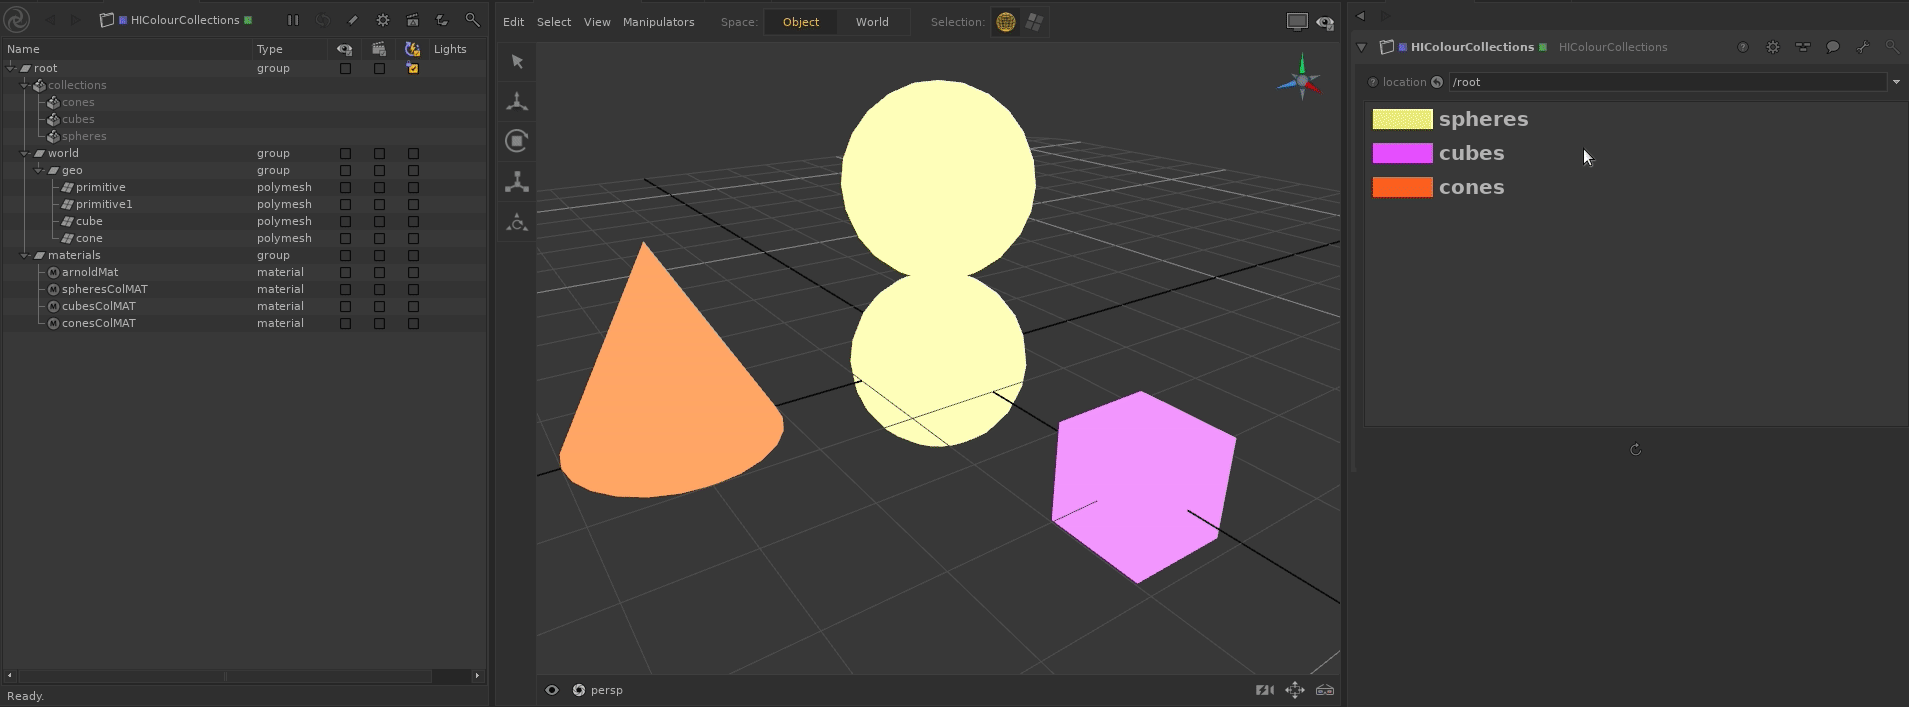 HIColourCollections
Name Type Lights
root group
collections
cones
cubes
spheres
world group
geo group
primitive polymesh
primitive1 polymesh
cube polymesh
cone polymesh
materials group
arnoldMat material
spheresColMAT material
cubesColMAT material
conesColMAT material
Ready.
Edit Select View Manipulators Space: Object World Selection:
persp
HIColourCollections HIColourCollections
location /root
spheres
cubes
cones